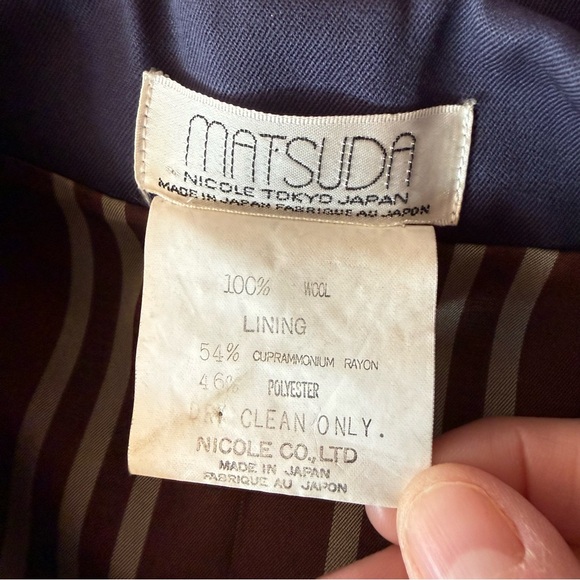 MATSUDA
NICOLE TOKYO JAPAN
MADE IN JAPAN FABRIQUE AU JAPON
100% WOOL
LINING
54% CUPRAMMONIUM RAYON
46% POLYESTER
DRY CLEAN ONLY.
NICOLE CO.,LTD
MADE IN JAPAN
FABRIQUE AU JAPON